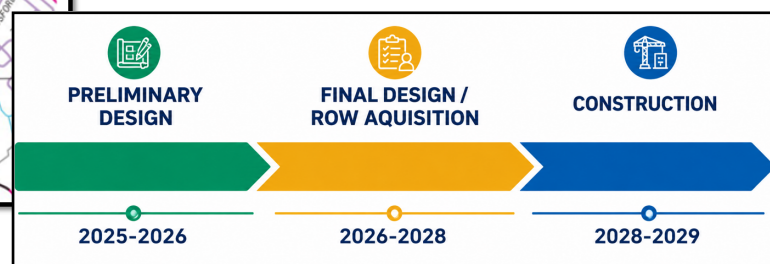 PRELIMINARY
DESIGN
FINAL DESIGN /
ROW AQUISITION
CONSTRUCTION
2025-2026
2026-2028
2028-2029